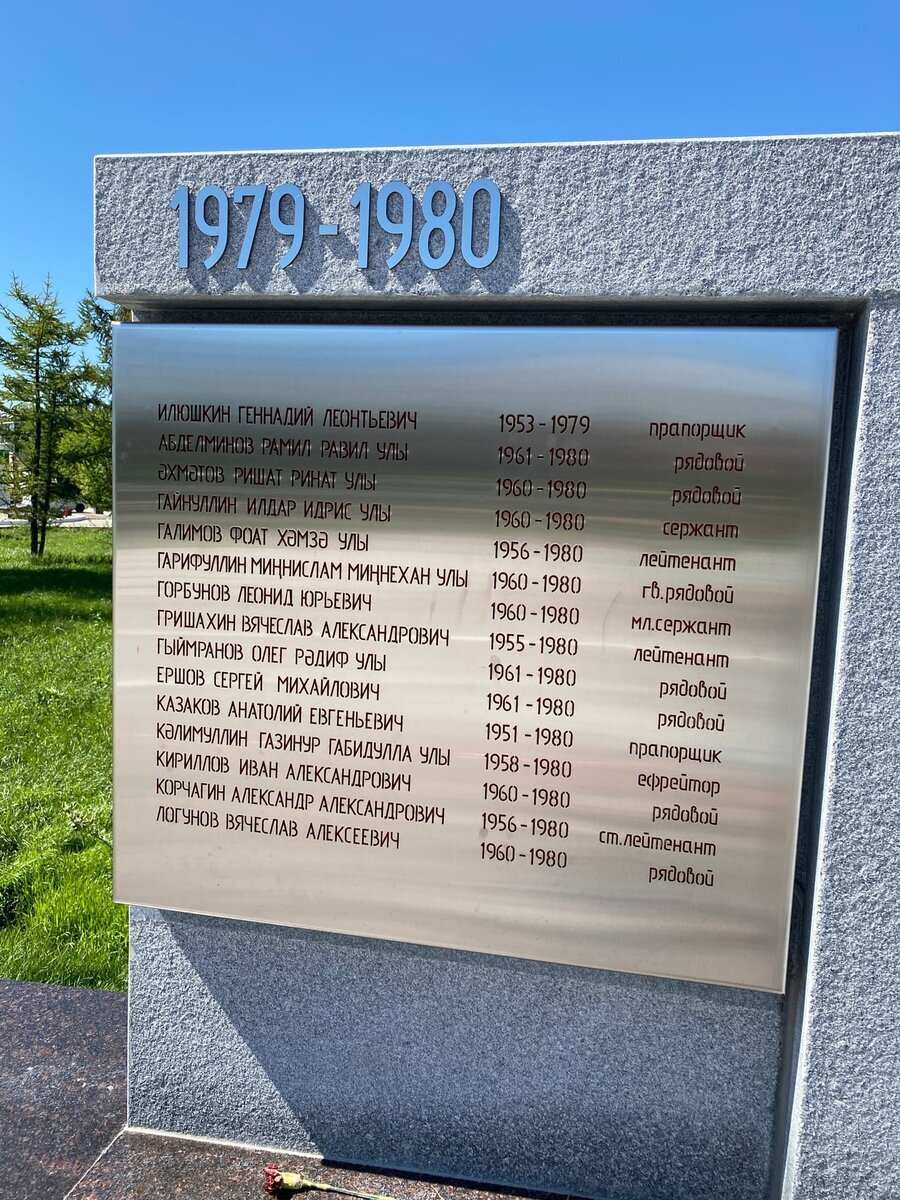 1979-1980
ИЛЮШКИН ГЕННАДИЙ ЛЕОНТЬЕВИЧ 1953-1979 прапорщик
АБДЕЛМИНОВ РАМИЛ РАВИЛ УЛЫ 1961-1980 рядовой
ӘХМӘТОВ РИШАТ РИНАТ УЛЫ 1960-1980 рядовой
ГАЙНУЛЛИН ИЛДАР ИДРИС УЛЫ 1960-1980 сержант
ГАЛИМОВ ФОАТ ХӘМЗӘ УЛЫ 1956-1980 лейтенант
ГАРИФУЛЛИН МИҢНИСЛАМ МИҢНЕХАН УЛЫ 1960-1980 гв.рядовой
ГОРБУНОВ ЛЕОНИД ЮРЬЕВИЧ 1960-1980 мл.сержант
ГРИШАХИН ВЯЧЕСЛАВ АЛЕКСАНДРОВИЧ 1955-1980 лейтенант
ГЫЙМРАНОВ ОЛЕГ РӘДИФ УЛЫ 1961-1980 рядовой
ЕРШОВ СЕРГЕЙ МИХАЙЛОВИЧ 1961-1980 рядовой
КАЗАКОВ АНАТОЛИЙ ЕВГЕНЬЕВИЧ 1951-1980 прапорщик
КӘЛИМУЛЛИН ГАЗИНУР ГАБИДУЛЛА УЛЫ 1958-1980 ефрейтор
КИРИЛЛОВ ИВАН АЛЕКСАНДРОВИЧ 1960-1980 рядовой
КОРЧАГИН АЛЕКСАНДР АЛЕКСАНДРОВИЧ 1956-1980 ст.лейтенант
ЛОГУНОВ ВЯЧЕСЛАВ АЛЕКСЕЕВИЧ 1960-1980 рядовой